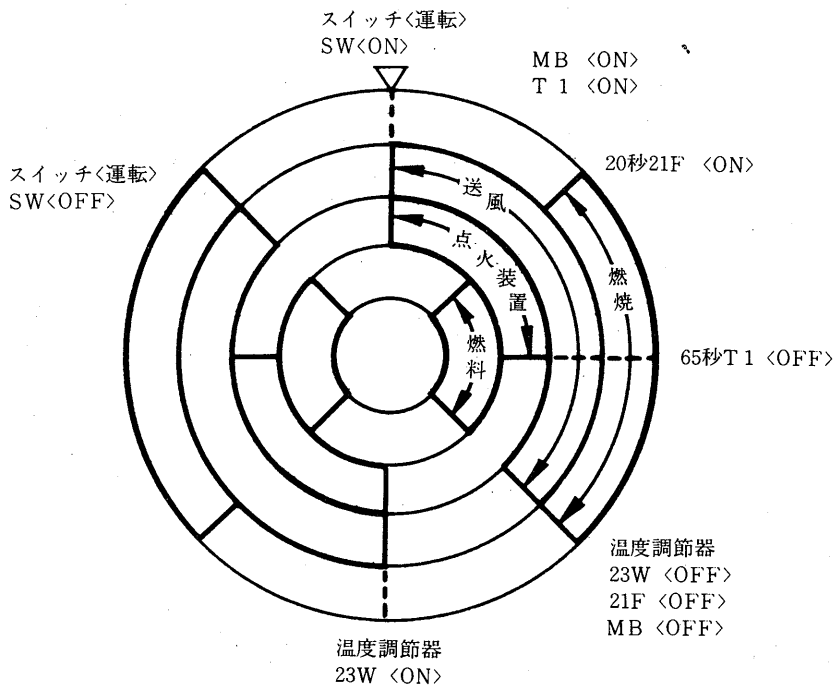 スイッチ〈運転〉
SW〈ON〉
MB 〈ON〉
T 1 〈ON〉
20秒21F 〈ON〉
スイッチ〈運転〉
SW〈OFF〉
送風
点火装置
燃焼
燃料
65秒T 1 〈OFF〉
温度調節器
23W 〈OFF〉
21F 〈OFF〉
MB 〈OFF〉
温度調節器
23W 〈ON〉